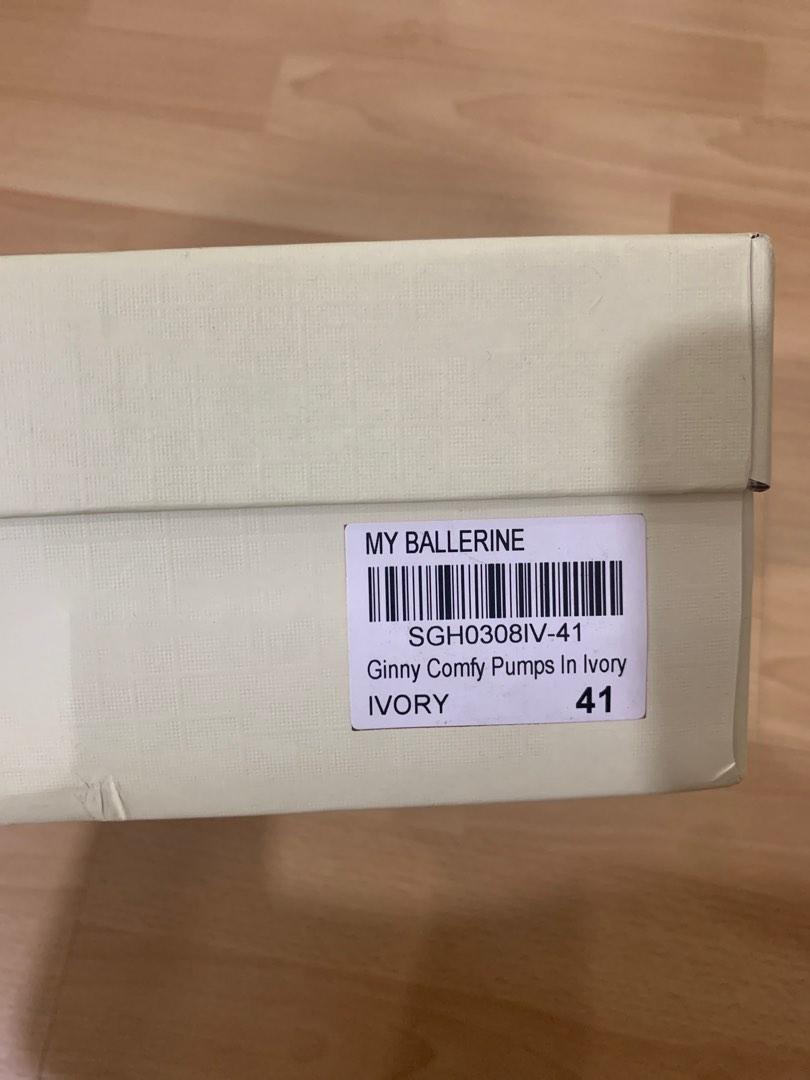 MY BALLERINE
SGH0308IV-41
Ginny Comfy Pumps In Ivory
IVORY 41